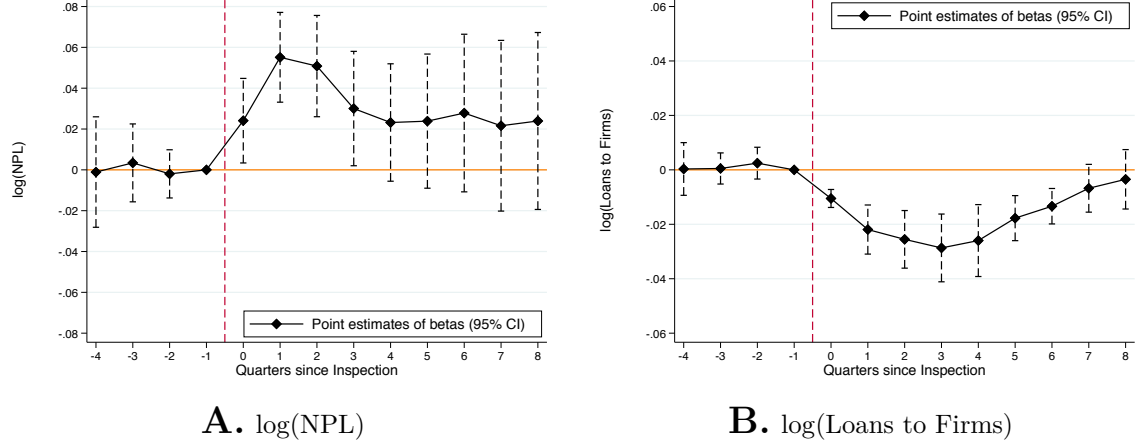 .08
.06
.04
.02
0
-.02
-.04
-.06
-.08
log(NPL)
Point estimates of betas (95% CI)
-4 -3 -2 -1 0 1 2 3 4 5 6 7 8
Quarters since Inspection
A. log(NPL)
.06
.04
.02
0
-.02
-.04
-.06
log(Loans to Firms)
Point estimates of betas (95% CI)
-4 -3 -2 -1 0 1 2 3 4 5 6 7 8
Quarters since Inspection
B. log(Loans to Firms)